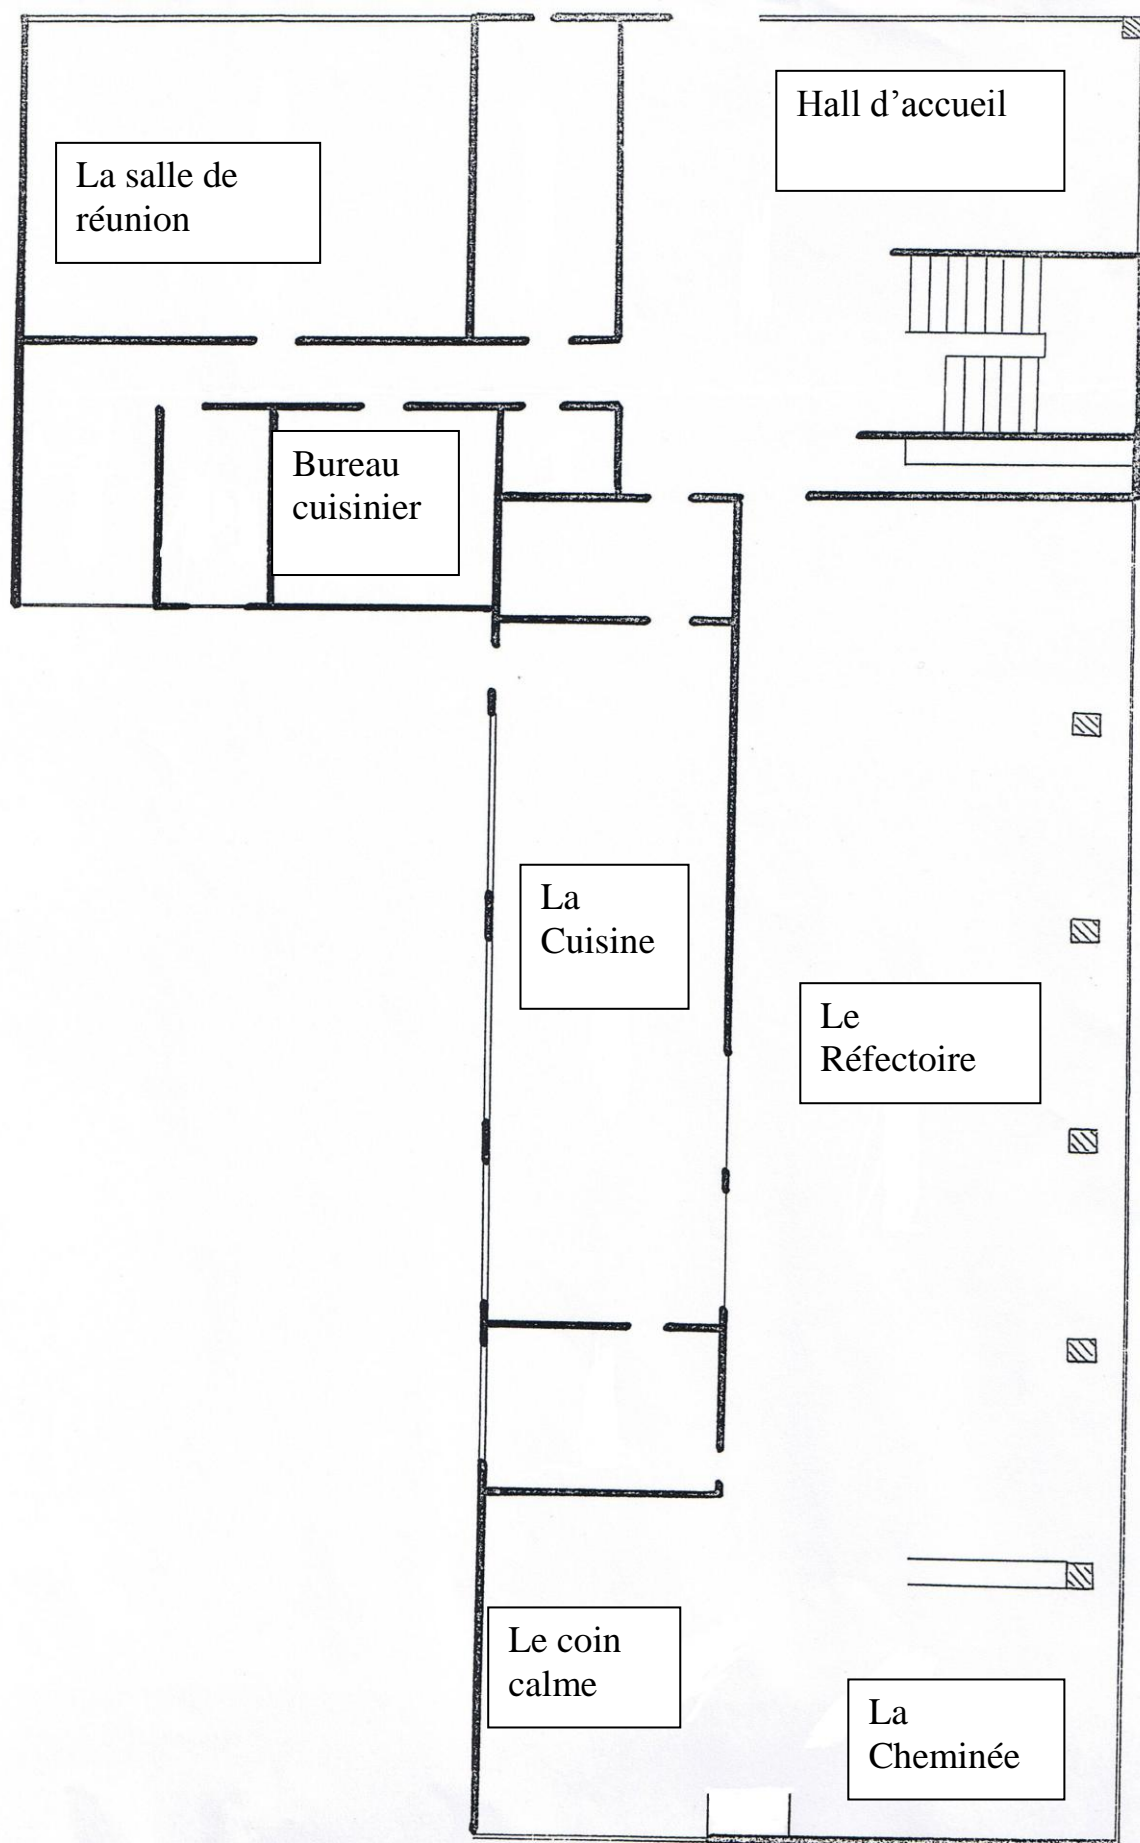 Hall d’accueil
La salle de
réunion
Bureau
cuisinier
La
Cuisine
Le
Réfectoire
Le coin
calme
La
Cheminée